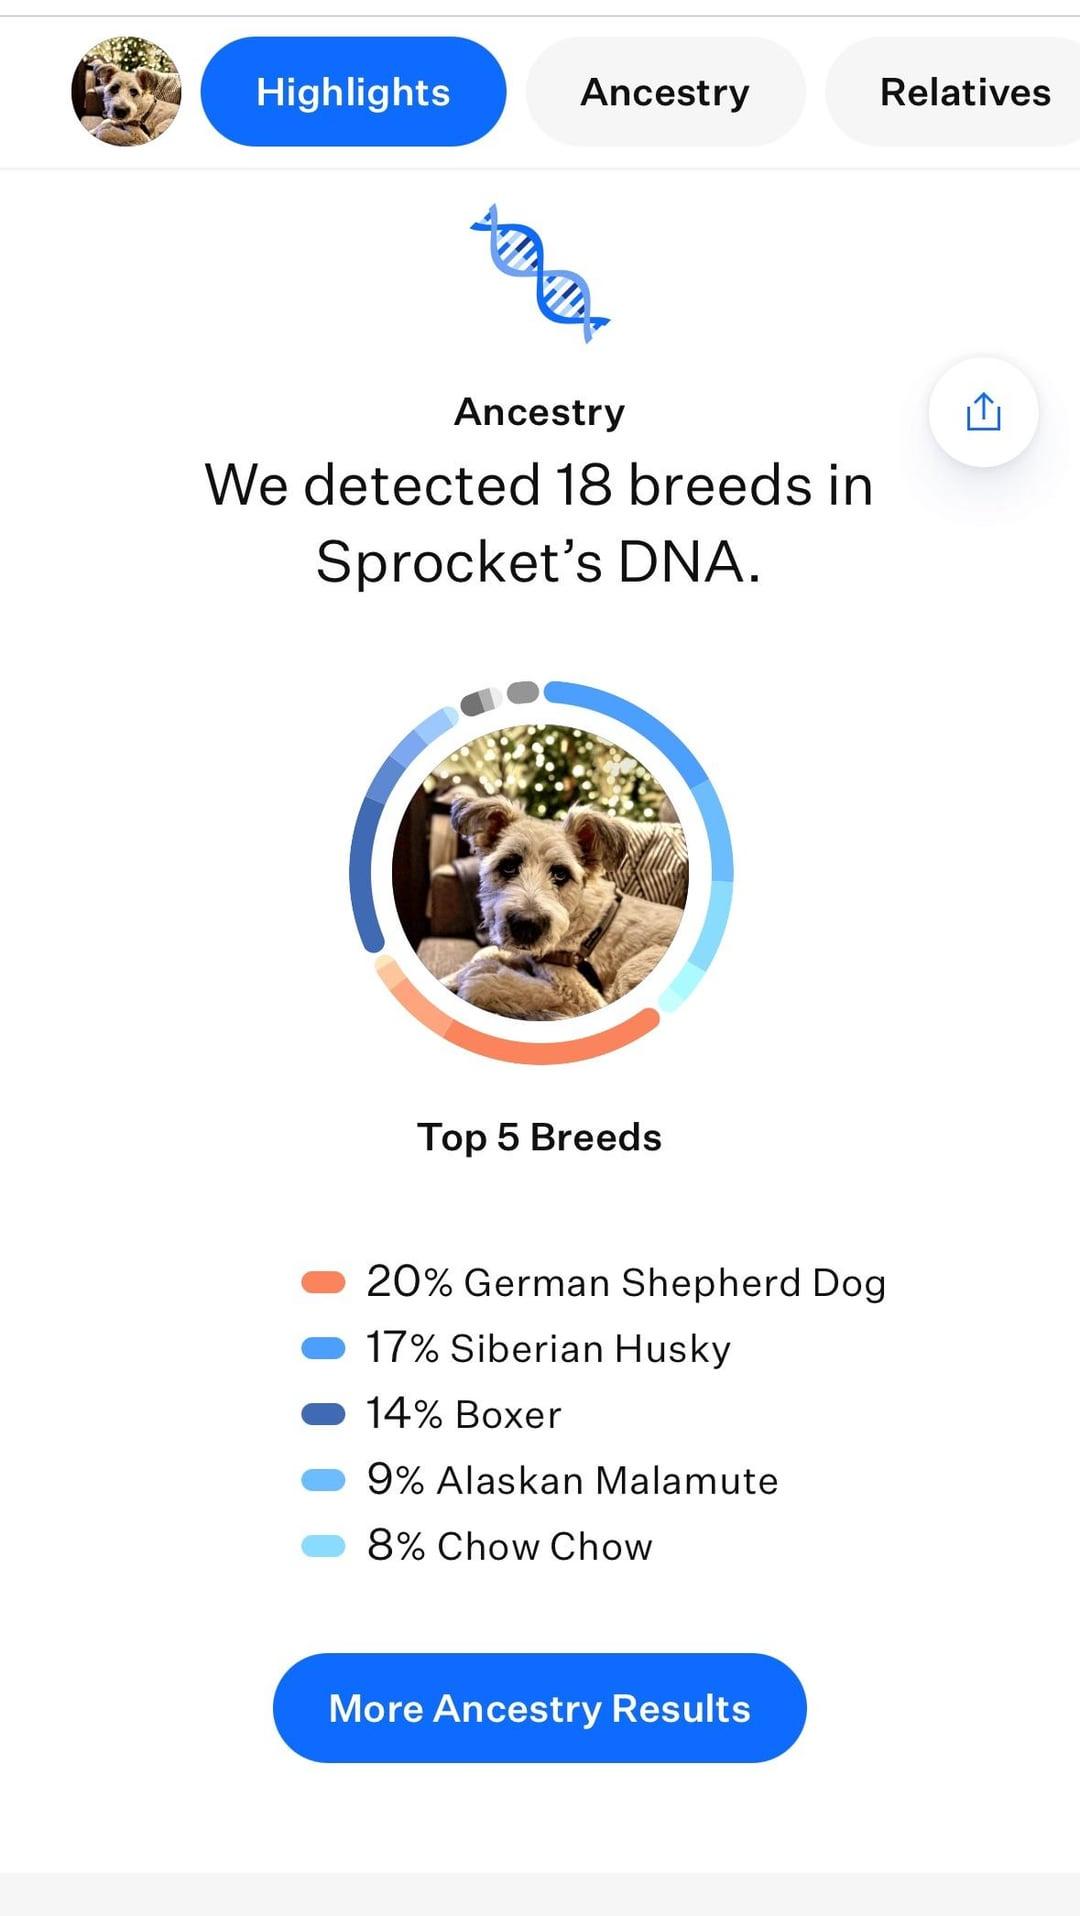 Highlights
Ancestry
Relatives
Ancestry
We detected 18 breeds in
Sprocket’s DNA.
Top 5 Breeds
20% German Shepherd Dog
17% Siberian Husky
14% Boxer
9% Alaskan Malamute
8% Chow Chow
More Ancestry Results